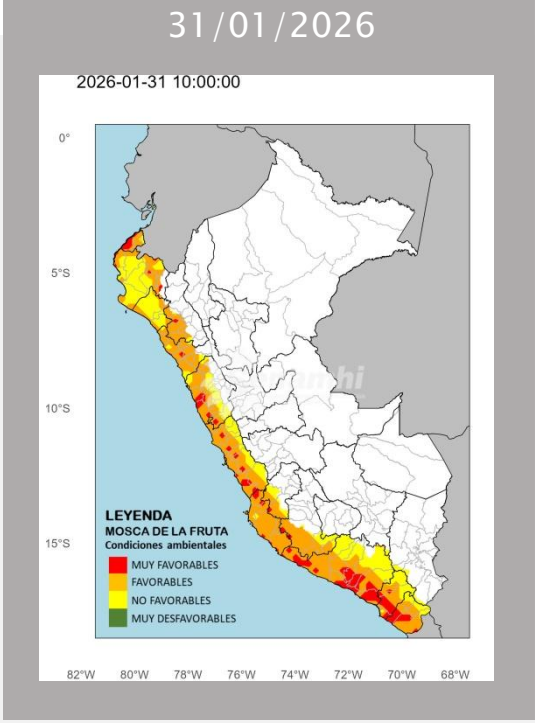 31/01/2026
2026-01-31 10:00:00
0°
5°S
10°S
15°S
senamhi
LEYENDA
MOSCA DE LA FRUTA
Condiciones ambientales
MUY FAVORABLES
FAVORABLES
NO FAVORABLES
MUY DESFAVORABLES
82°W 80°W 78°W 76°W 74°W 72°W 70°W 68°W